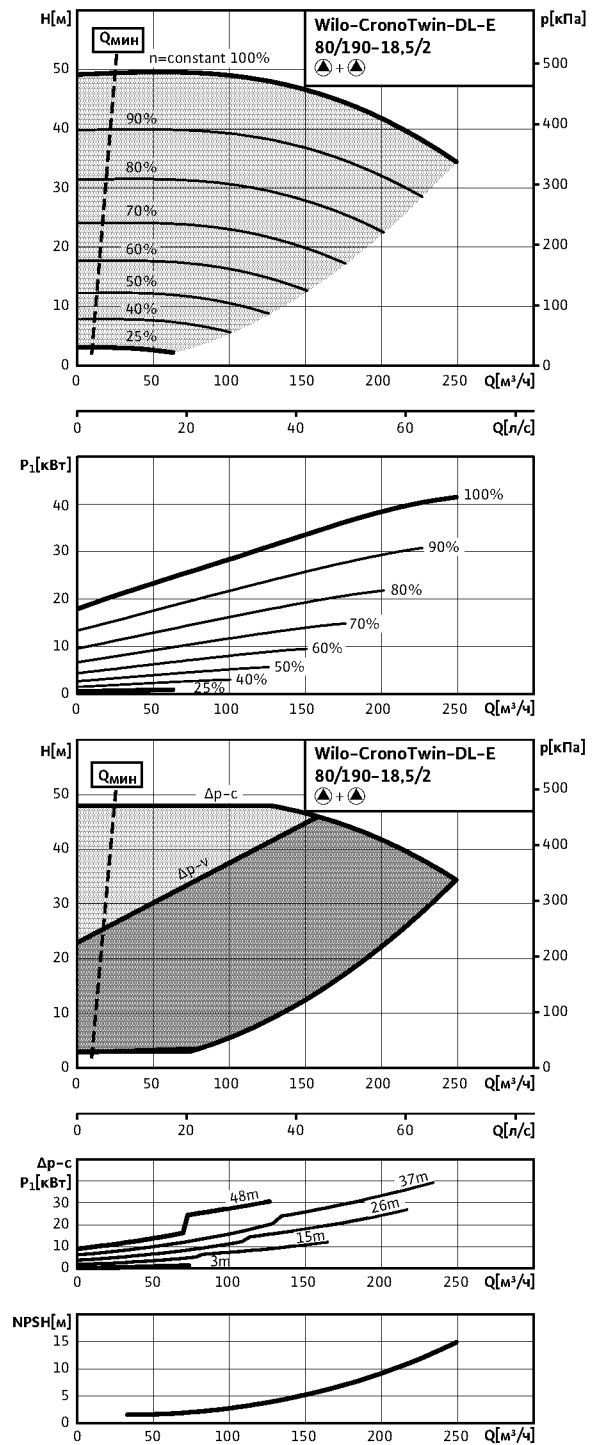 H[м]
p[кПа]
Qмин
n=constant 100%
Wilo-CronoTwin-DL-E
80/190-18,5/2
+
50
40
30
20
10
0
500
400
300
200
100
0
90%
80%
70%
60%
50%
40%
25%
0 50 100 150 200 250 Q[м³/ч]
0 20 40 60 Q[л/с]
P₁[кВт]
40
30
20
10
0
100%
90%
80%
70%
60%
50%
40%
25%
0 50 100 150 200 250 Q[м³/ч]
H[м]
p[кПа]
Qмин
Δp-c
Wilo-CronoTwin-DL-E
80/190-18,5/2
+
50
40
30
20
10
0
500
400
300
200
100
0
Δp-v
0 50 100 150 200 250 Q[м³/ч]
0 20 40 60 Q[л/с]
Δp-c
P₁[кВт]
30
20
10
0
48m
37m
26m
15m
3m
0 50 100 150 200 250 Q[м³/ч]
NPSH[м]
15
10
5
0
0 50 100 150 200 250 Q[м³/ч]